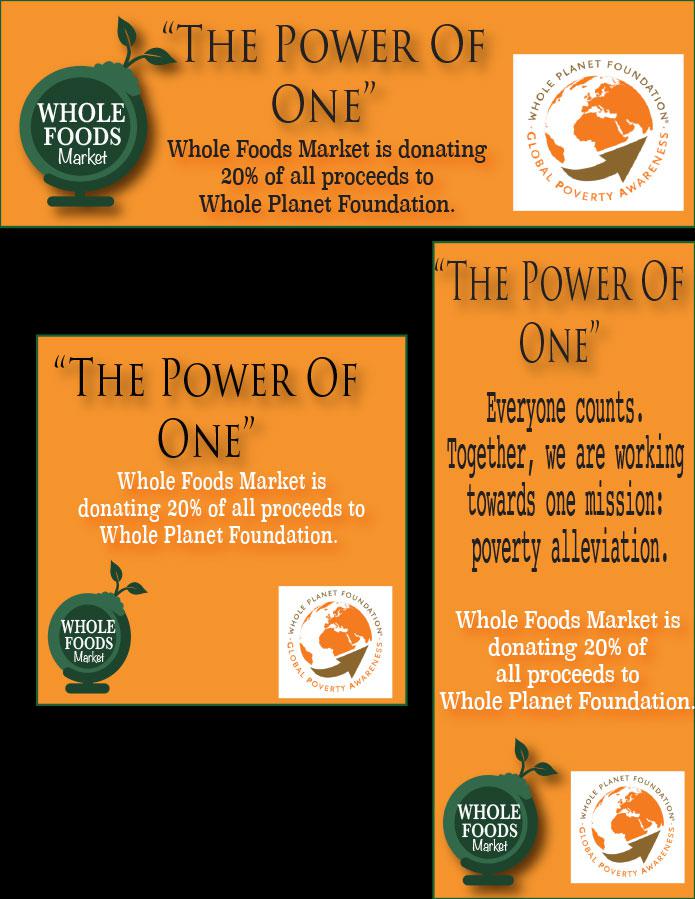 “The Power Of
One”
Whole Foods Market is donating
20% of all proceeds to
Whole Planet Foundation.
WHOLE
FOODS
Market
· WHOLE PLANET FOUNDATION® ·
GLOBAL POVERTY AWARENESS
“The Power Of
One”
Whole Foods Market is
donating 20% of all proceeds to
Whole Planet Foundation.
WHOLE
FOODS
Market
· WHOLE PLANET FOUNDATION® ·
GLOBAL POVERTY AWARENESS
“The Power Of
One”
Everyone counts.
Together, we are working
towards one mission:
poverty alleviation.
Whole Foods Market is
donating 20% of
all proceeds to
Whole Planet Foundation.
WHOLE
FOODS
Market
· WHOLE PLANET FOUNDATION® ·
GLOBAL POVERTY AWARENESS